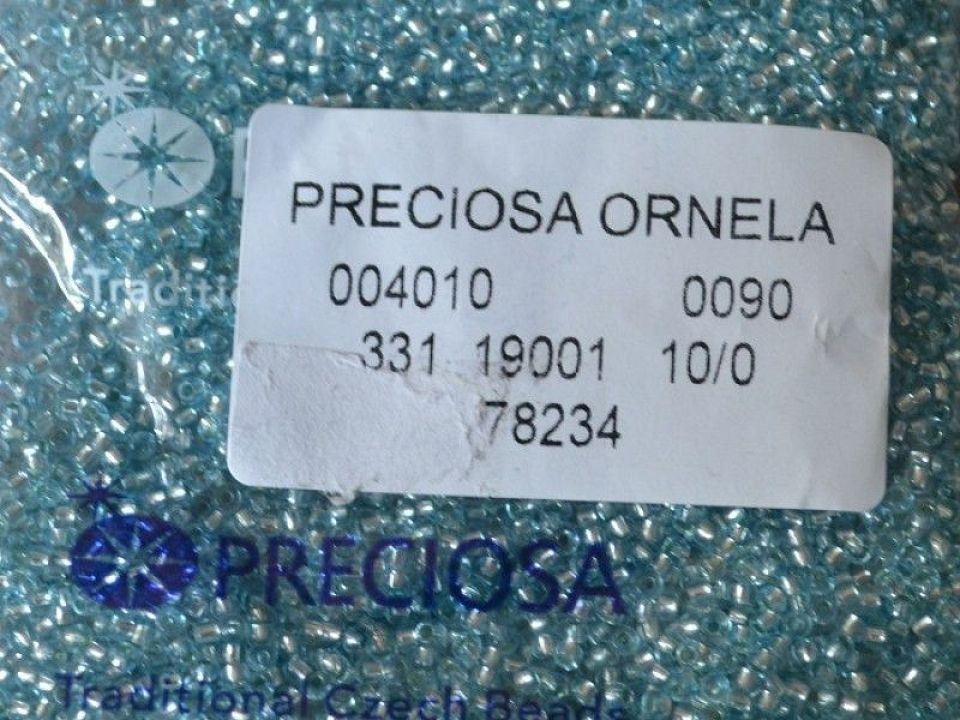 PRECIOSA ORNELA
004010 0090
331 19001 10/0
78234
PRECIOSA
Traditional Czech Beads